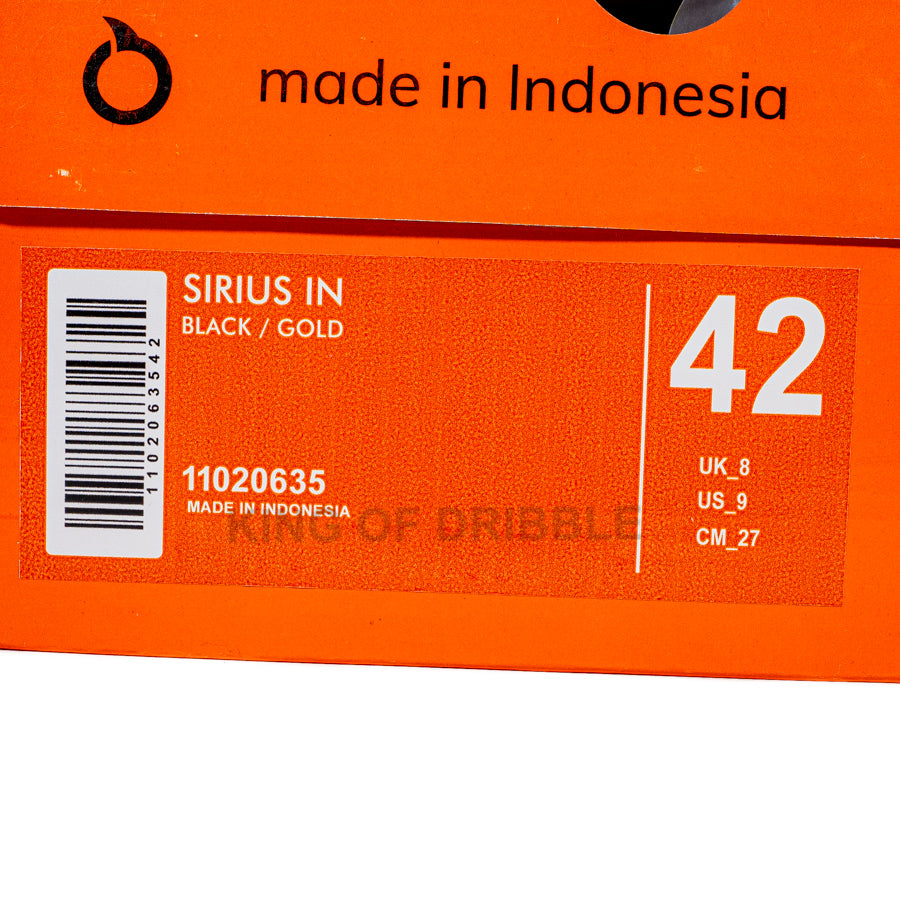 made in Indonesia
SIRIUS IN
BLACK / GOLD
1102063542
11020635
MADE IN INDONESIA
KING OF DRIBBLE
42
UK_8
US_9
CM_27